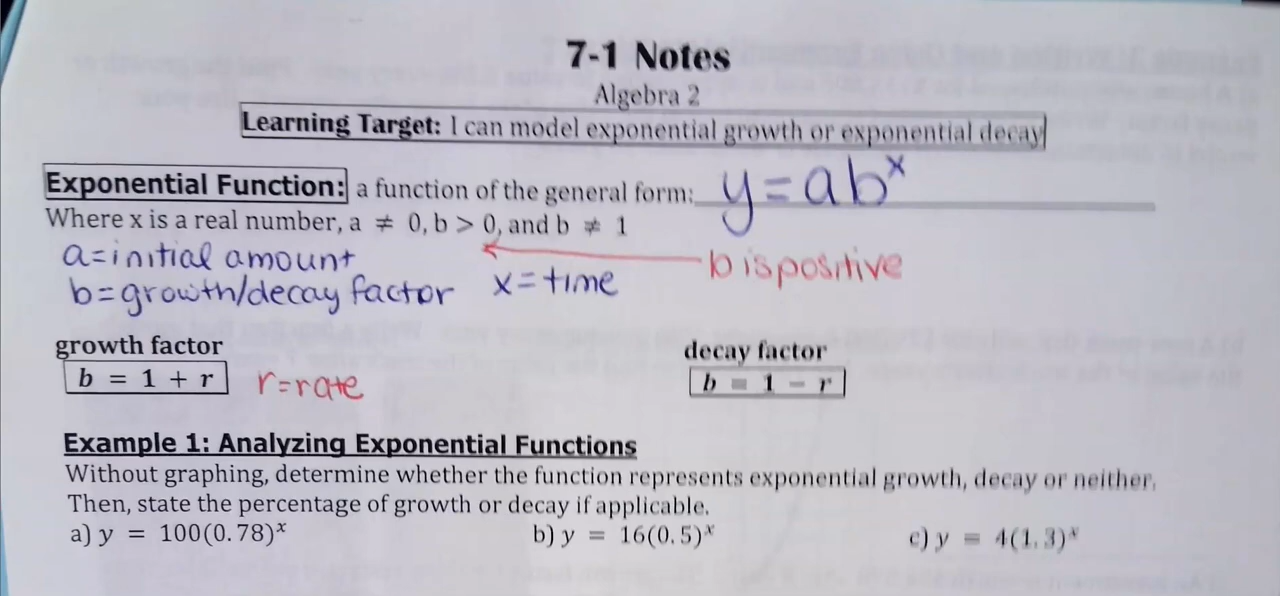 7-1 Notes
Algebra 2
Learning Target: I can model exponential growth or exponential decay
Exponential Function: a function of the general form: y = ab^x
Where x is a real number, a ≠ 0, b > 0, and b ≠ 1
a = initial amount
b is positive
b = growth/decay factor x = time
growth factor decay factor
b = 1 + r r = rate b = 1 − r
Example 1: Analyzing Exponential Functions
Without graphing, determine whether the function represents exponential growth, decay or neither.
Then, state the percentage of growth or decay if applicable.
a) y = 100(0.78)^x b) y = 16(0.5)^x c) y = 4(1.3)^x